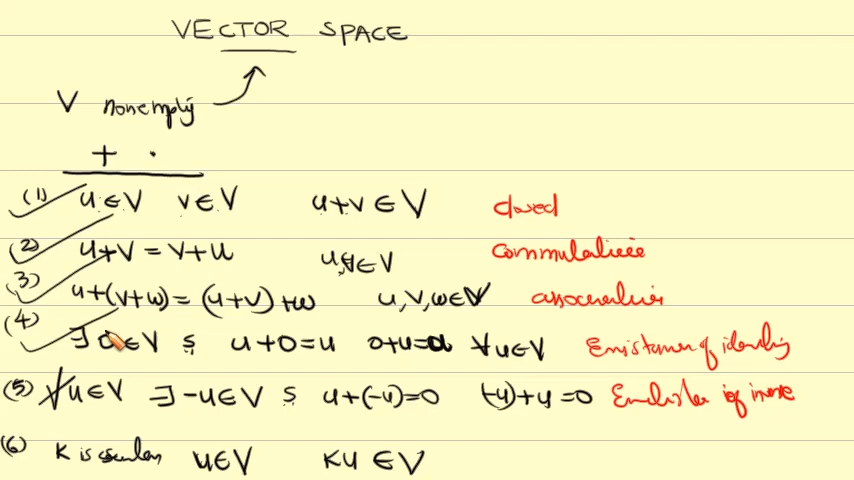 VECTOR SPACE
V nonempty
+ .
(1) u ∈ V v ∈ V u+v ∈ V closed
(2) u+v = v+u u,v ∈ V commutative
(3) u+(v+w) = (u+v)+w u,v,w ∈ V associative
(4) ∃ 0 ∈ V s u+0=u 0+u=u ∀u∈V Existence of identity
(5) ∀u∈V ∃ -u∈V s u+(-u)=0 (-u)+u=0 of inverse
(6) K is scalar u∈V Ku ∈ V